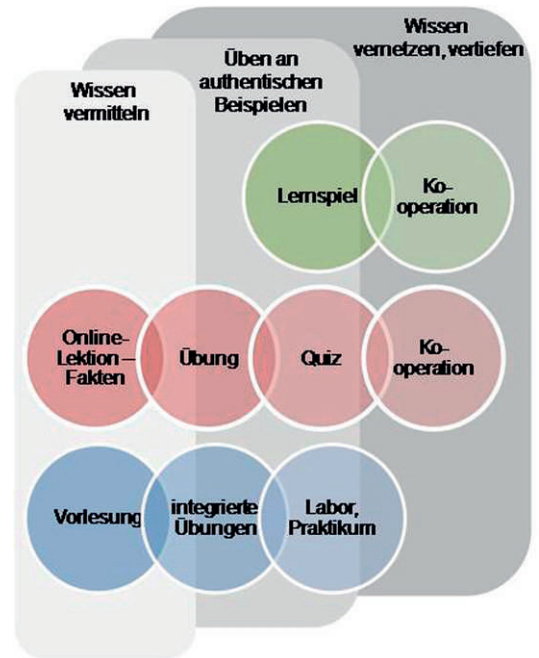 Wissen
vermitteln
Üben an
authentischen
Beispielen
Wissen
vernetzen, vertiefen
Lernspiel
Ko-
operation
Online-
Lektion –
Fakten
Übung
Quiz
Ko-
operation
Vorlesung
integrierte
Übungen
Labor,
Praktikum